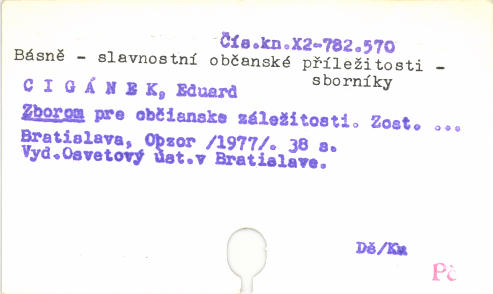 Čís.kn.X2-782.570
Básně - slavnostní občanské příležitosti -
sborníky
C I G Á N E K, Eduard
Zborom pre občianske záležitosti. Zost. ...
Bratislava, Obzor /1977/. 38 s.
Vyd.Osvetový úst.v Bratislave.
Dě/Km
Pč